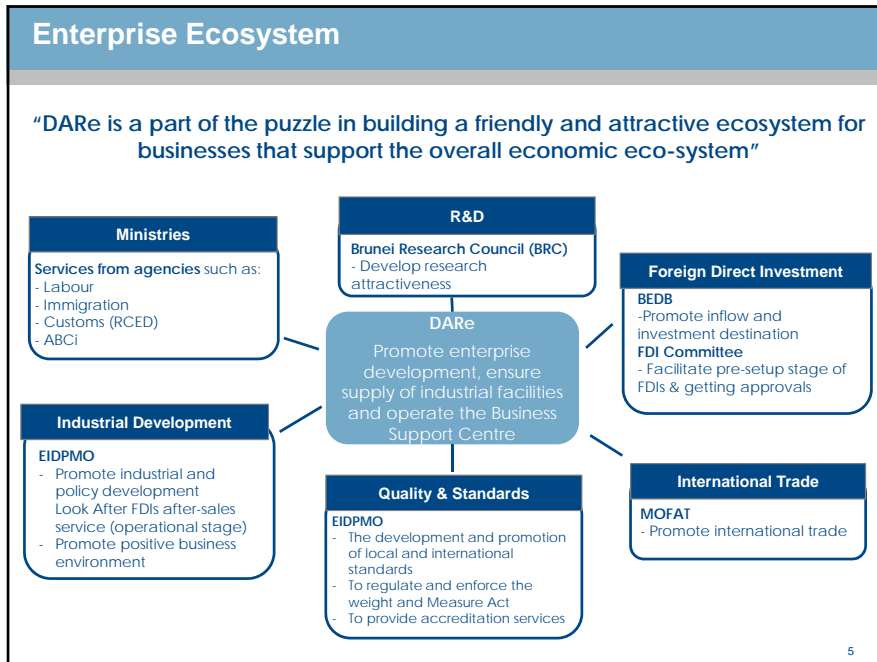 Enterprise Ecosystem
“DARe is a part of the puzzle in building a friendly and attractive ecosystem for
businesses that support the overall economic eco-system”
Ministries
Services from agencies such as:
- Labour
- Immigration
- Customs (RCED)
- ABCi
R&D
Brunei Research Council (BRC)
- Develop research
attractiveness
Foreign Direct Investment
BEDB
-Promote inflow and
investment destination
FDI Committee
- Facilitate pre-setup stage of
FDIs & getting approvals
DARe
Promote enterprise
development, ensure
supply of industrial facilities
and operate the Business
Support Centre
Industrial Development
EIDPMO
- Promote industrial and
policy development
Look After FDIs after-sales
service (operational stage)
- Promote positive business
environment
Quality & Standards
EIDPMO
- The development and promotion
of local and international
standards
- To regulate and enforce the
weight and Measure Act
- To provide accreditation services
International Trade
MOFAT
- Promote international trade
5